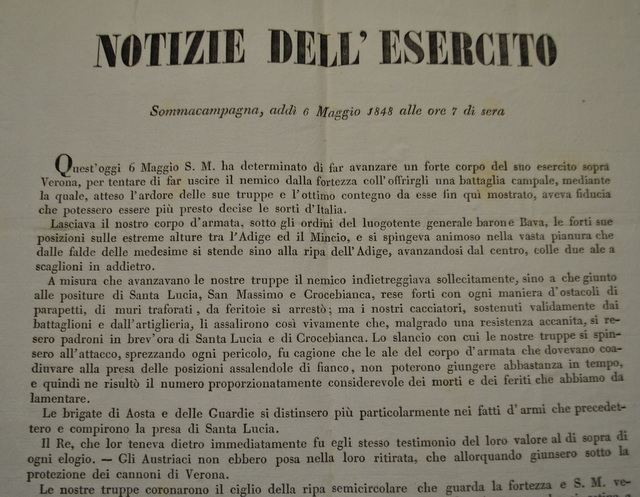 NOTIZIE DELL' ESERCITO
Sommacampagna, addì 6 Maggio 1848 alle ore 7 di sera
Quest'oggi 6 Maggio S. M. ha determinato di far avanzare un forte corpo del suo esercito sopra
Verona, per tentare di far uscire il nemico dalla fortezza coll'offrirgli una battaglia campale, mediante
la quale, atteso l'ardore delle sue truppe e l'ottimo contegno da esse fin quì mostrato, aveva fiducia
che potessero essere più presto decise le sorti d'Italia.
Lasciava il nostro corpo d'armata, sotto gli ordini del luogotente generale barone Bava, le forti sue
posizioni sulle estreme alture tra l'Adige ed il Mincio, e si spingeva animoso nella vasta pianura che
dalle falde delle medesime si stende sino alla ripa dell'Adige, avanzandosi dal centro, colle due ale a
scaglioni in addietro.
A misura che avanzavano le nostre truppe il nemico indietreggiava sollecitamente, sino a che giunto
alle positure di Santa Lucia, San Massimo e Crocebianca, rese forti con ogni maniera d'ostacoli di
parapetti, di muri traforati, da feritoie si arrestò; ma i nostri cacciatori, sostenuti validamente dai
battaglioni e dall'artiglieria, li assalirono così vivamente che, malgrado una resistenza accanita, si re-
sero padroni in brev'ora di Santa Lucia e di Crocebianca. Lo slancio con cui le nostre truppe si spin-
sero all'attacco, sprezzando ogni pericolo, fu cagione che le ale del corpo d'armata che dovevano coa-
diuvare alla presa delle posizioni assalendole di fianco, non poterono giungere abbastanza in tempo,
e quindi ne risultò il numero proporzionatamente considerevole dei morti e dei feriti che abbiamo da
lamentare.
Le brigate di Aosta e delle Guardie si distinsero più particolarmente nei fatti d'armi che precedet-
tero e compirono la presa di Santa Lucia.
Il Re, che lor teneva dietro immediatamente fu egli stesso testimonio del loro valore al di sopra di
ogni elogio. — Gli Austriaci non ebbero posa nella loro ritirata, che allorquando giunsero sotto la
protezione dei cannoni di Verona.
Le nostre truppe coronarono il ciglio della ripa semicircolare che guarda la fortezza e S. M. ve-